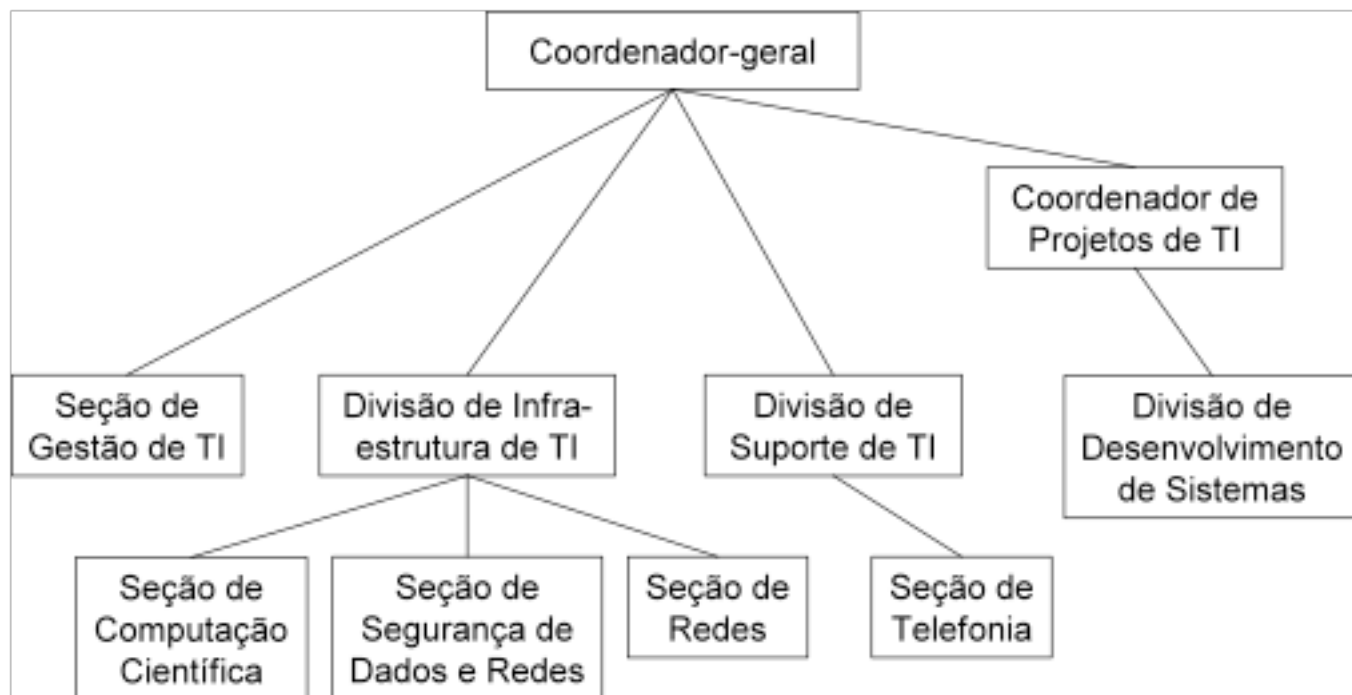 Coordenador-geral
Coordenador de
Projetos de TI
Seção de
Gestão de TI
Divisão de Infra-
estrutura de TI
Divisão de
Suporte de TI
Divisão de
Desenvolvimento
de Sistemas
Seção de
Computação
Científica
Seção de
Segurança de
Dados e Redes
Seção de
Redes
Seção de
Telefonia